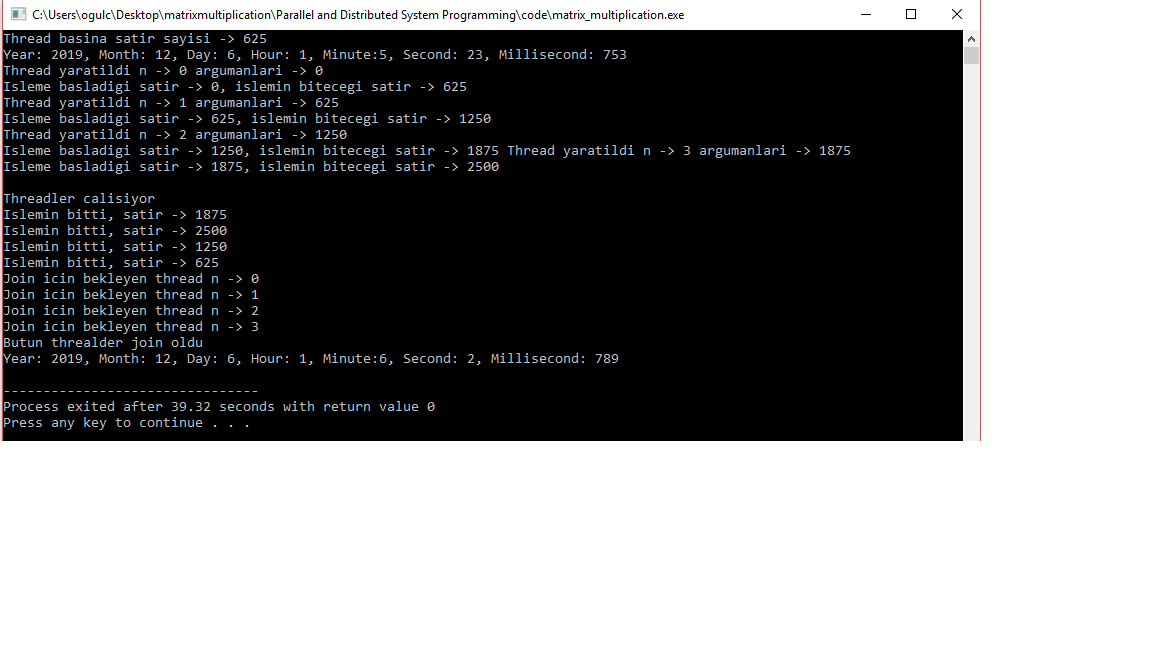 C:\Users\ogulc\Desktop\matrixmultiplication\Parallel and Distributed System Programming\code\matrix_multiplication.exe
Thread basina satir sayisi -> 625
Year: 2019, Month: 12, Day: 6, Hour: 1, Minute:5, Second: 23, Millisecond: 753
Thread yaratildi n -> 0 argumanlari -> 0
Isleme basladigi satir -> 0, islemin bitecegi satir -> 625
Thread yaratildi n -> 1 argumanlari -> 625
Isleme basladigi satir -> 625, islemin bitecegi satir -> 1250
Thread yaratildi n -> 2 argumanlari -> 1250
Isleme basladigi satir -> 1250, islemin bitecegi satir -> 1875 Thread yaratildi n -> 3 argumanlari -> 1875
Isleme basladigi satir -> 1875, islemin bitecegi satir -> 2500
Threadler calisiyor
Islemin bitti, satir -> 1875
Islemin bitti, satir -> 2500
Islemin bitti, satir -> 1250
Islemin bitti, satir -> 625
Join icin bekleyen thread n -> 0
Join icin bekleyen thread n -> 1
Join icin bekleyen thread n -> 2
Join icin bekleyen thread n -> 3
Butun threalder join oldu
Year: 2019, Month: 12, Day: 6, Hour: 1, Minute:6, Second: 2, Millisecond: 789
--------------------------------
Process exited after 39.32 seconds with return value 0
Press any key to continue . . .